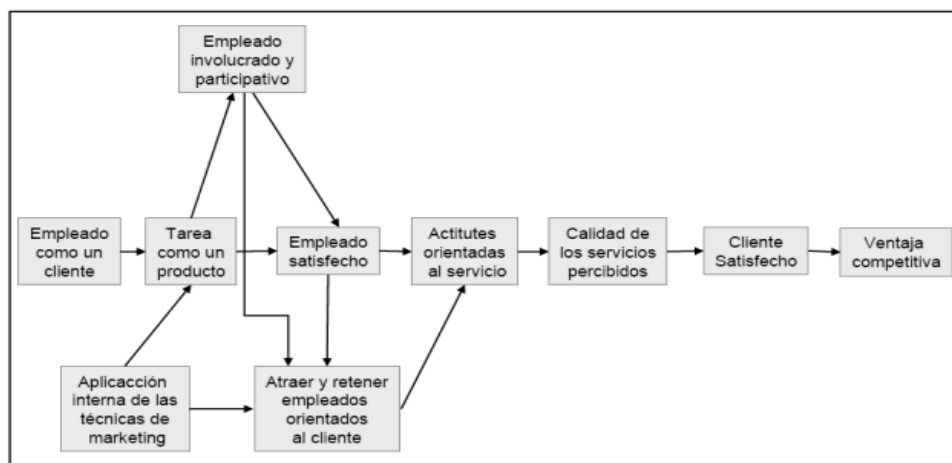 Empleado
involucrado y
participativo
Empleado
como un
cliente
Tarea
como un
producto
Empleado
satisfecho
Actitutes
orientadas
al servicio
Calidad de
los servicios
percibidos
Cliente
Satisfecho
Ventaja
competitiva
Aplicacción
interna de las
técnicas de
marketing
Atraer y retener
empleados
orientados
al cliente